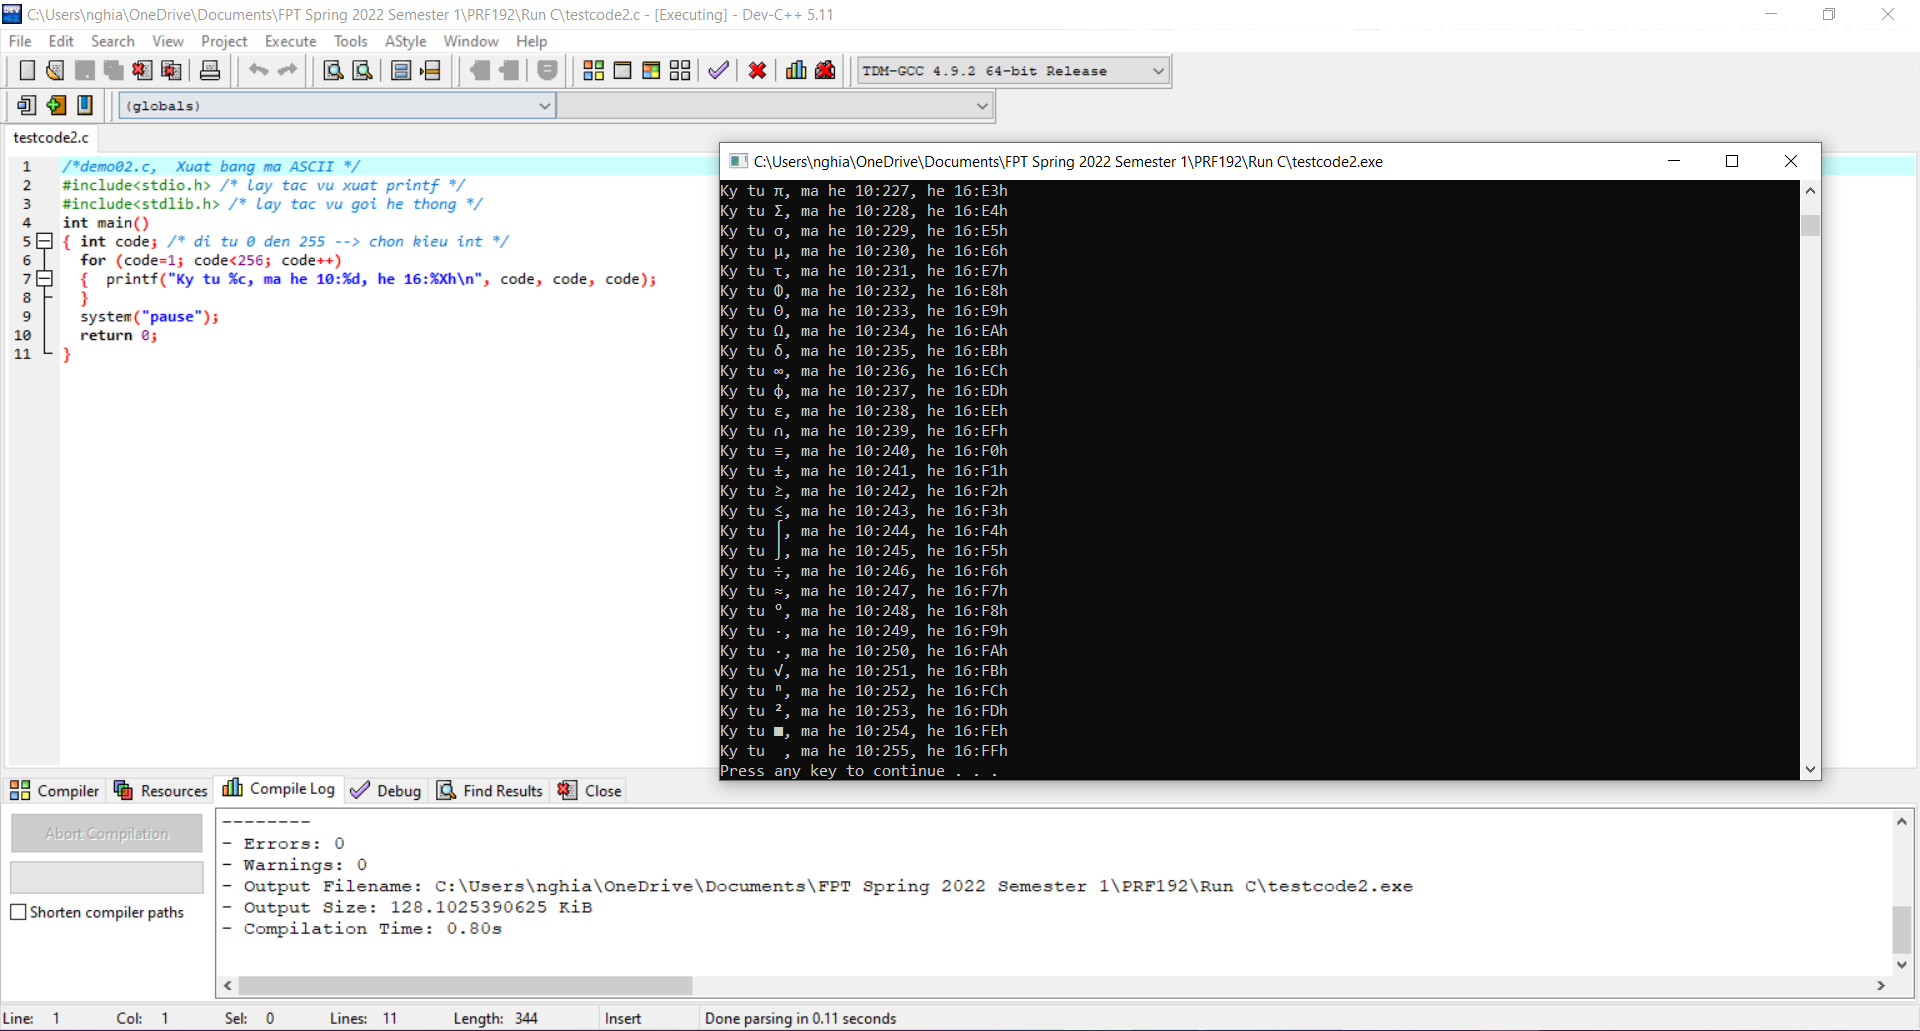 C:\Users\nghia\OneDrive\Documents\FPT Spring 2022 Semester 1\PRF192\Run C\testcode2.c - [Executing] - Dev-C++ 5.11
File Edit Search View Project Execute Tools AStyle Window Help
TDM-GCC 4.9.2 64-bit Release
(globals)
testcode2.c
1 /*demo02.c,  Xuat bang ma ASCII */
2 #include<stdio.h> /* lay tac vu xuat printf */
3 #include<stdlib.h> /* lay tac vu goi he thong */
4 int main()
5 { int code; /* di tu 0 den 255 --> chon kieu int */
6   for (code=1; code<256; code++)
7   {  printf("Ky tu %c, ma he 10:%d, he 16:%Xh\n", code, code, code);
8   }
9   system("pause");
10   return 0;
11 }
C:\Users\nghia\OneDrive\Documents\FPT Spring 2022 Semester 1\PRF192\Run C\testcode2.exe
Ky tu π, ma he 10:227, he 16:E3h
Ky tu Σ, ma he 10:228, he 16:E4h
Ky tu σ, ma he 10:229, he 16:E5h
Ky tu µ, ma he 10:230, he 16:E6h
Ky tu τ, ma he 10:231, he 16:E7h
Ky tu Φ, ma he 10:232, he 16:E8h
Ky tu Θ, ma he 10:233, he 16:E9h
Ky tu Ω, ma he 10:234, he 16:EAh
Ky tu δ, ma he 10:235, he 16:EBh
Ky tu ∞, ma he 10:236, he 16:ECh
Ky tu φ, ma he 10:237, he 16:EDh
Ky tu ε, ma he 10:238, he 16:EEh
Ky tu ∩, ma he 10:239, he 16:EFh
Ky tu ≡, ma he 10:240, he 16:F0h
Ky tu ±, ma he 10:241, he 16:F1h
Ky tu ≥, ma he 10:242, he 16:F2h
Ky tu ≤, ma he 10:243, he 16:F3h
Ky tu ⌠, ma he 10:244, he 16:F4h
Ky tu ⌡, ma he 10:245, he 16:F5h
Ky tu ÷, ma he 10:246, he 16:F6h
Ky tu ≈, ma he 10:247, he 16:F7h
Ky tu °, ma he 10:248, he 16:F8h
Ky tu ∙, ma he 10:249, he 16:F9h
Ky tu ·, ma he 10:250, he 16:FAh
Ky tu √, ma he 10:251, he 16:FBh
Ky tu ⁿ, ma he 10:252, he 16:FCh
Ky tu ², ma he 10:253, he 16:FDh
Ky tu ■, ma he 10:254, he 16:FEh
Ky tu  , ma he 10:255, he 16:FFh
Press any key to continue . . .
Compiler Resources Compile Log Debug Find Results Close
Abort Compilation
Shorten compiler paths
--------
- Errors: 0
- Warnings: 0
- Output Filename: C:\Users\nghia\OneDrive\Documents\FPT Spring 2022 Semester 1\PRF192\Run C\testcode2.exe
- Output Size: 128.1025390625 KiB
- Compilation Time: 0.80s
Line: 1 Col: 1 Sel: 0 Lines: 11 Length: 344 Insert Done parsing in 0.11 seconds